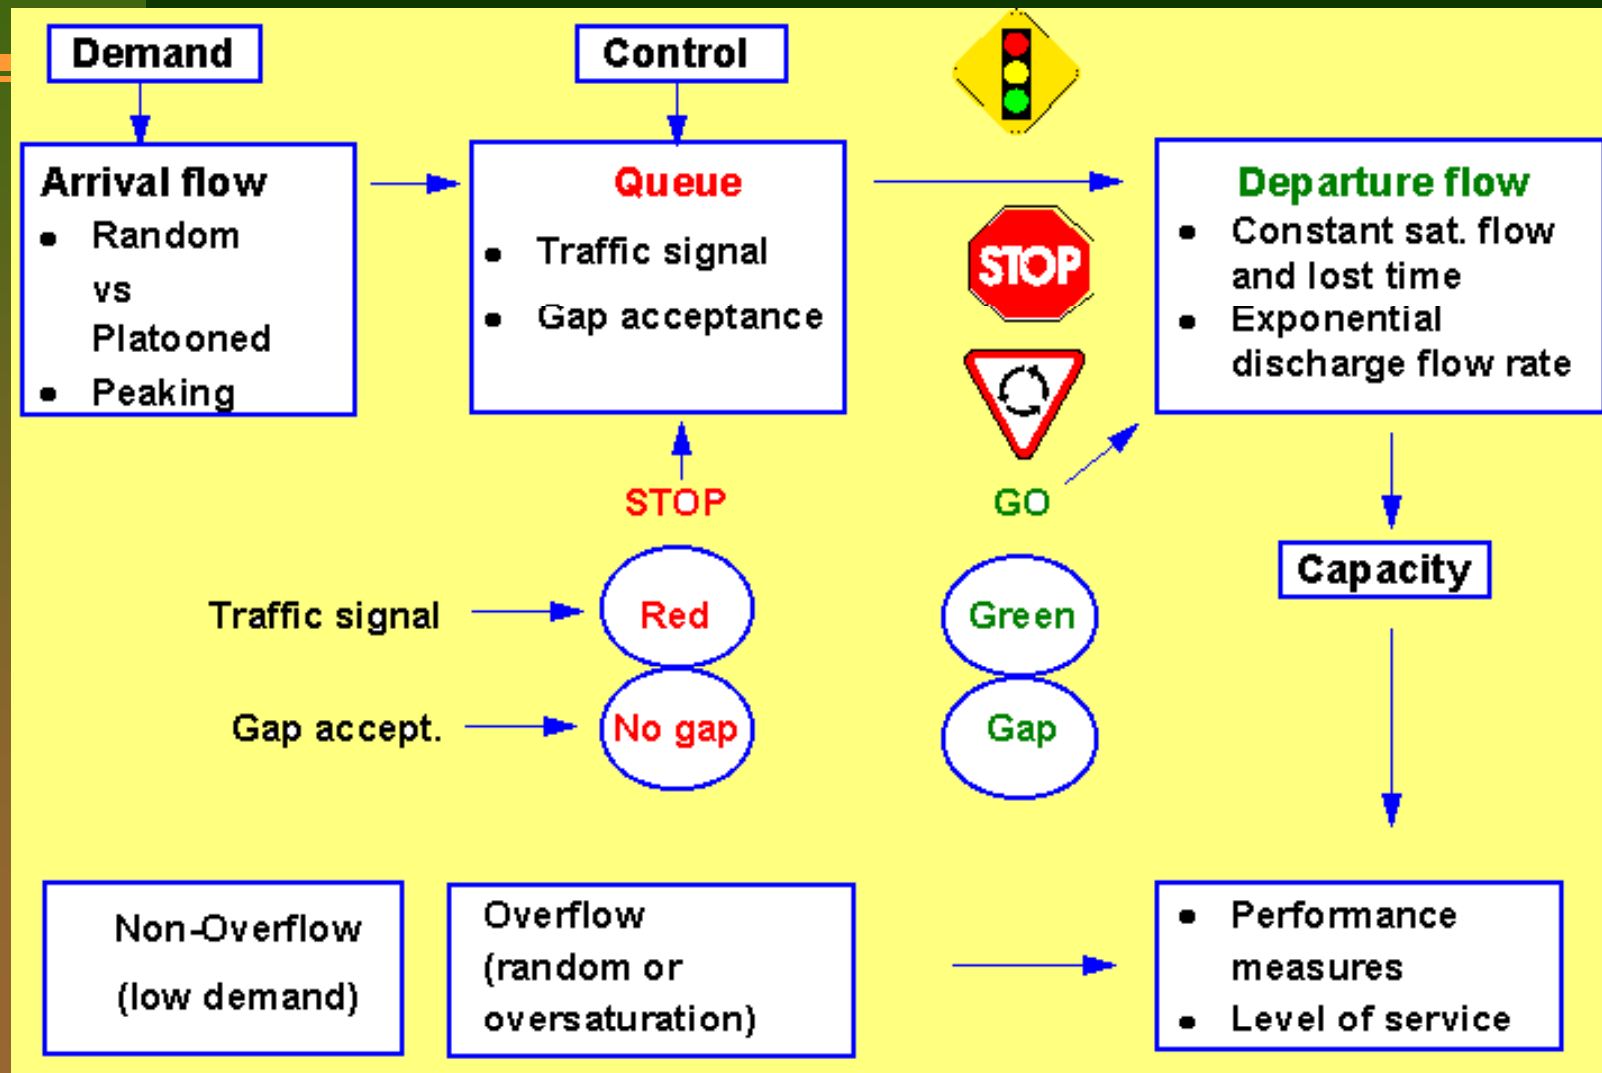 Demand
Control
Arrival flow
• Random
vs
Platooned
• Peaking
Queue
• Traffic signal
• Gap acceptance
STOP
Departure flow
• Constant sat. flow
and lost time
• Exponential
discharge flow rate
STOP
GO
Capacity
Traffic signal
Red
Green
Gap accept.
No gap
Gap
Non-Overflow
(low demand)
Overflow
(random or
oversaturation)
• Performance
measures
• Level of service